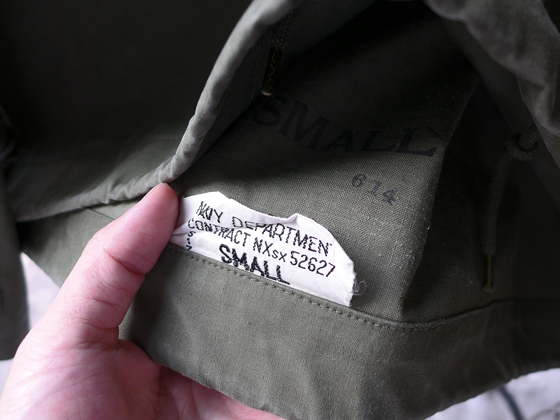 SMALL
614
NAVY DEPARTMEN
CONTRACT NXsx 52627
SMALL